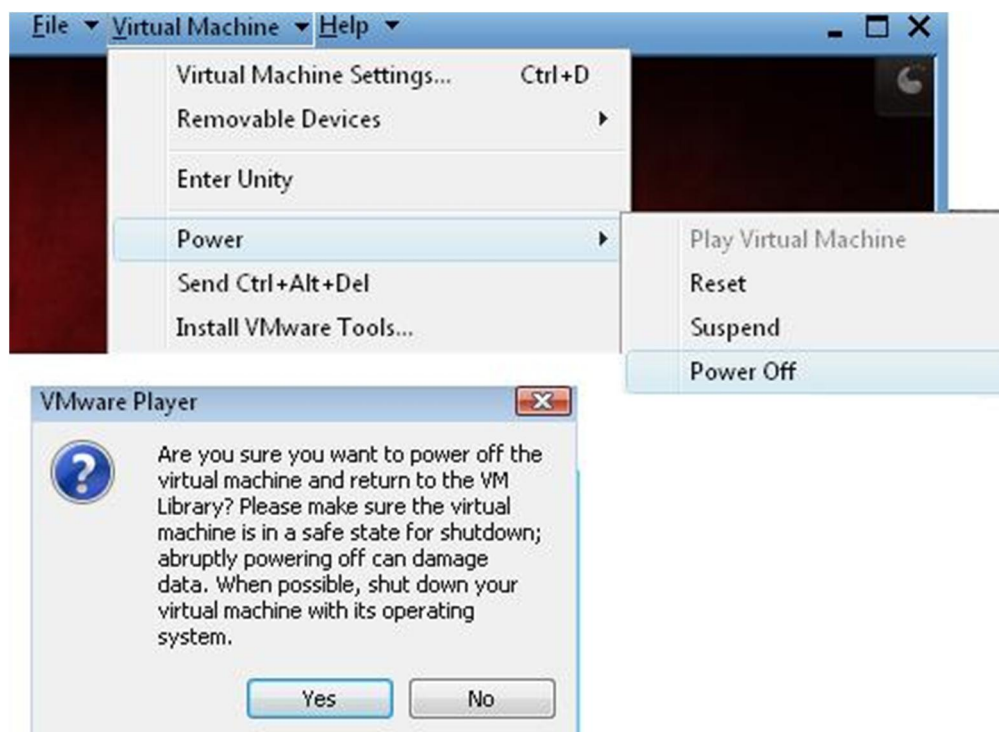 File Virtual Machine Help
Virtual Machine Settings... Ctrl+D
Removable Devices
Enter Unity
Power
Send Ctrl+Alt+Del
Install VMware Tools...
Play Virtual Machine
Reset
Suspend
Power Off
VMware Player
Are you sure you want to power off the
virtual machine and return to the VM
Library? Please make sure the virtual
machine is in a safe state for shutdown;
abruptly powering off can damage
data. When possible, shut down your
virtual machine with its operating
system.
Yes No